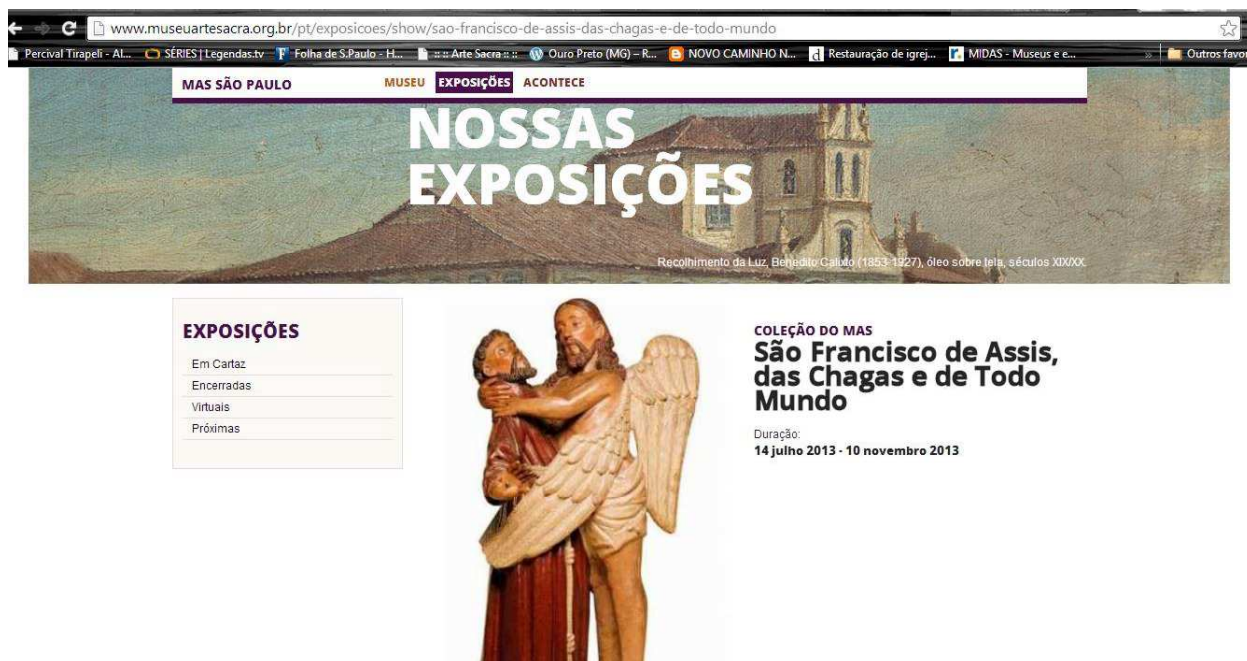 www.museuartesacra.org.br/pt/exposicoes/show/sao-francisco-de-assis-das-chagas-e-de-todo-mundo
Percival Tirapeli - Al... SÉRIES | Legendas.tv Folha de S.Paulo - H... :: :: Arte Sacra :: :: Ouro Preto (MG) – R... NOVO CAMINHO N... Restauração de igrej... MIDAS - Museus e e... » Outros favo
MAS SÃO PAULO MUSEU EXPOSIÇÕES ACONTECE
NOSSAS
EXPOSIÇÕES
Recolhimento da Luz, Benedito Calixto (1853-1927), óleo sobre tela, séculos XIX/XX.
EXPOSIÇÕES
Em Cartaz
Encerradas
Virtuais
Próximas
COLEÇÃO DO MAS
São Francisco de Assis,
das Chagas e de Todo
Mundo
Duração:
14 julho 2013 - 10 novembro 2013